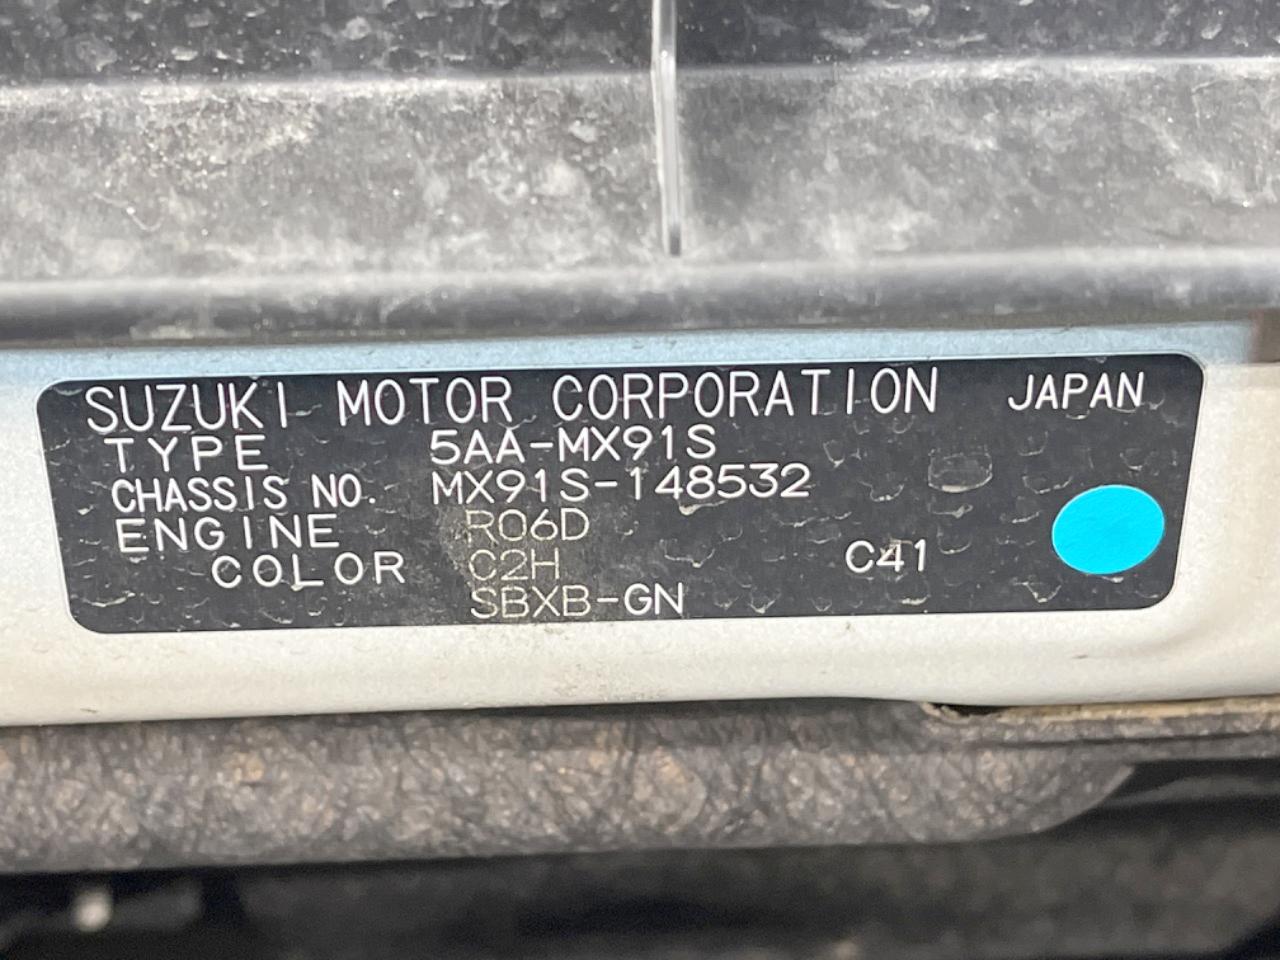 SUZUKI MOTOR CORPORATION JAPAN
TYPE 5AA-MX91S
CHASSIS NO. MX91S-148532
ENGINE R06D
COLOR C2H C41
SBXB-GN